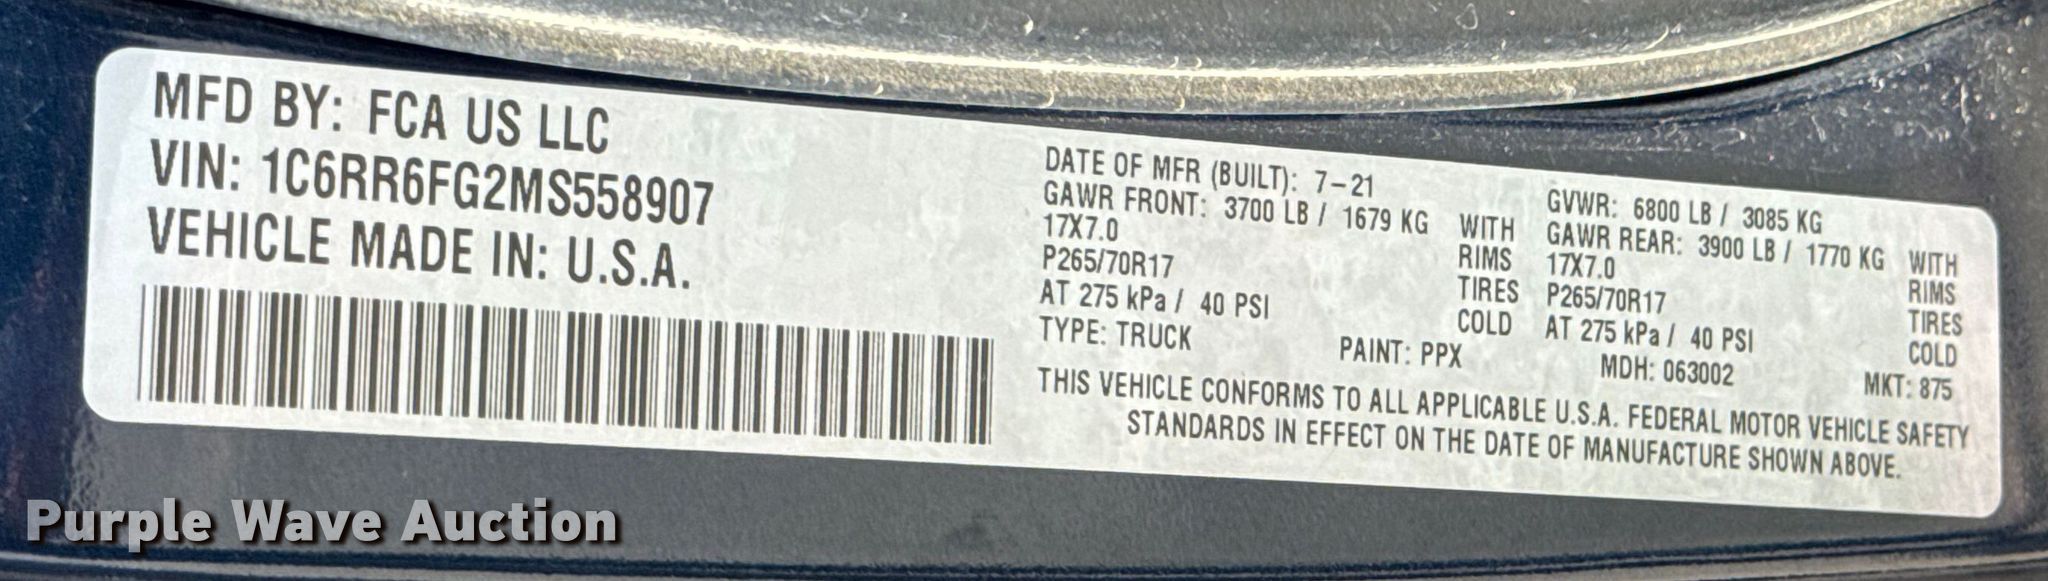 MFD BY: FCA US LLC
VIN: 1C6RR6FG2MS558907
VEHICLE MADE IN: U.S.A.
DATE OF MFR (BUILT): 7-21
GAWR FRONT: 3700 LB / 1679 KG WITH
17X7.0 RIMS
P265/70R17 TIRES
AT 275 kPa / 40 PSI COLD
GVWR: 6800 LB / 3085 KG
GAWR REAR: 3900 LB / 1770 KG WITH
17X7.0 RIMS
P265/70R17 TIRES
AT 275 kPa / 40 PSI COLD
TYPE: TRUCK PAINT: PPX MDH: 063002 MKT: 875
THIS VEHICLE CONFORMS TO ALL APPLICABLE U.S.A. FEDERAL MOTOR VEHICLE SAFETY
STANDARDS IN EFFECT ON THE DATE OF MANUFACTURE SHOWN ABOVE.
Purple Wave Auction